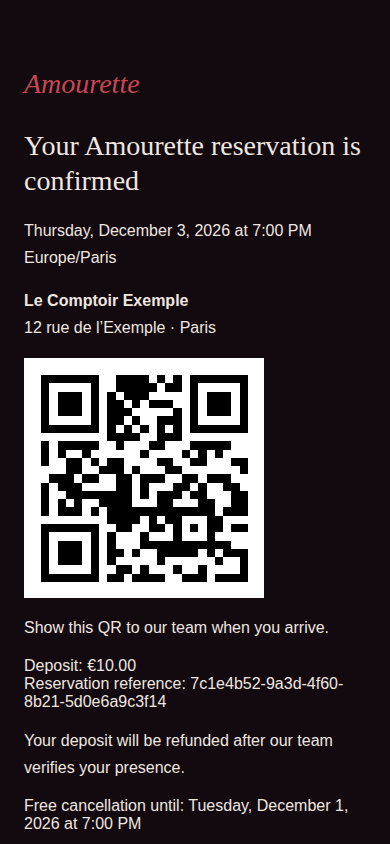 Amourette
Your Amourette reservation is
confirmed
Thursday, December 3, 2026 at 7:00 PM
Europe/Paris
Le Comptoir Exemple
12 rue de l’Exemple · Paris
Show this QR to our team when you arrive.
Deposit: €10.00
Reservation reference: 7c1e4b52-9a3d-4f60-
8b21-5d0e6a9c3f14
Your deposit will be refunded after our team
verifies your presence.
Free cancellation until: Tuesday, December 1,
2026 at 7:00 PM